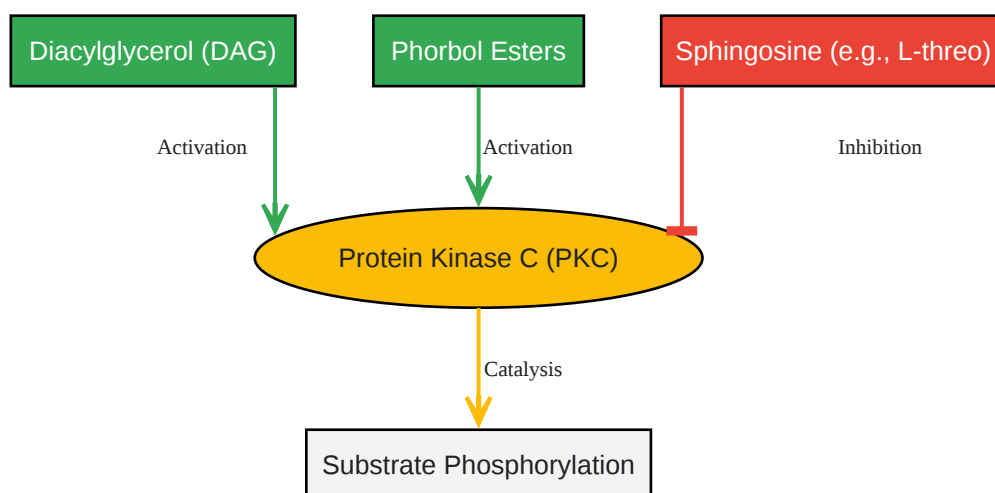 Diacylglycerol (DAG)
Phorbol Esters
Sphingosine (e.g., L-threo)
Activation
Activation
Inhibition
Protein Kinase C (PKC)
Catalysis
Substrate Phosphorylation